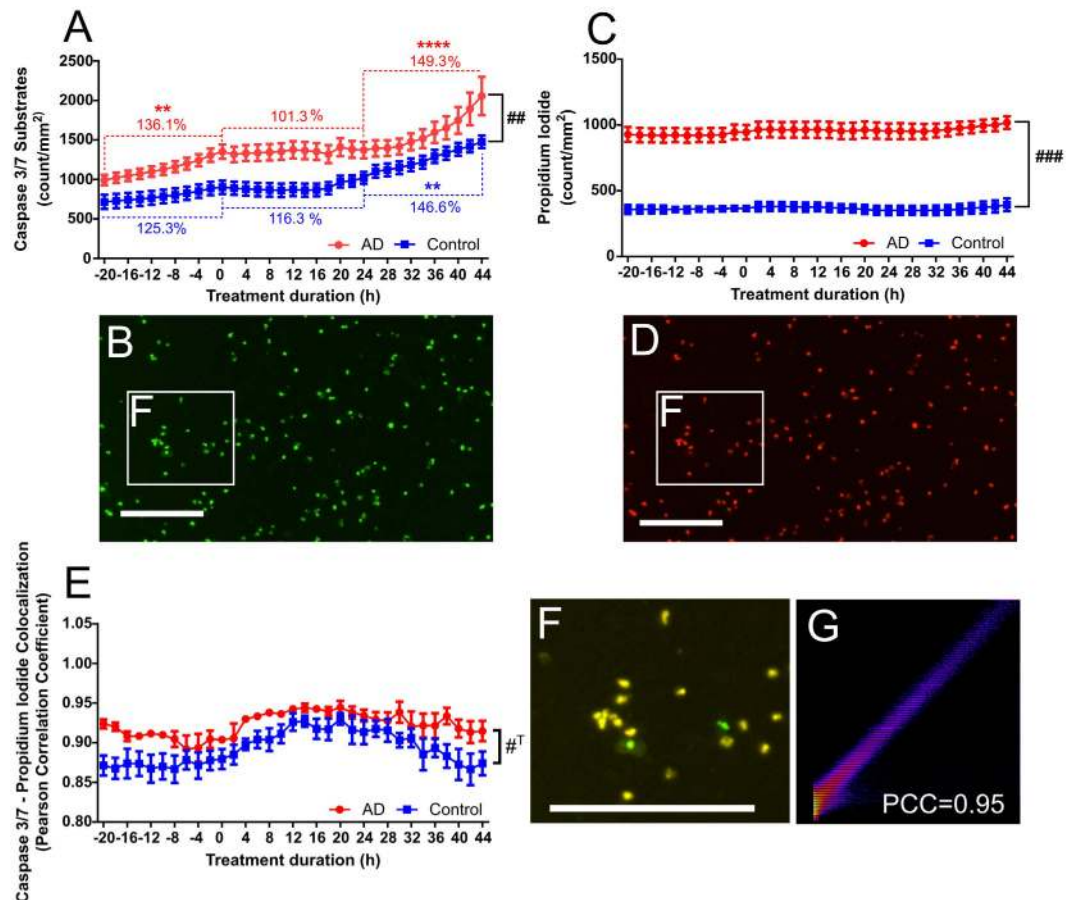 A
Caspase 3/7 Substrates
(count/mm²)
2500
2000
1500
1000
500
0
****
149.3%
**
136.1%
101.3%
##
125.3%
116.3 %
**
146.6%
AD Control
-20 -16 -12 -8 -4 0 4 8 12 16 20 24 28 32 36 40 44
Treatment duration (h)
C
Propidium Iodide
(count/mm²)
1500
1000
500
0
###
AD Control
-20 -16 -12 -8 -4 0 4 8 12 16 20 24 28 32 36 40 44
Treatment duration (h)
B
F
D
F
E
Caspase 3/7 - Propidium Iodide Colocalization
(Pearson Correlation Coefficient)
1.05
1.00
0.95
0.90
0.85
0.80
#ᵀ
AD Control
-20 -16 -12 -8 -4 0 4 8 12 16 20 24 28 32 36 40 44
Treatment duration (h)
F
G
PCC=0.95